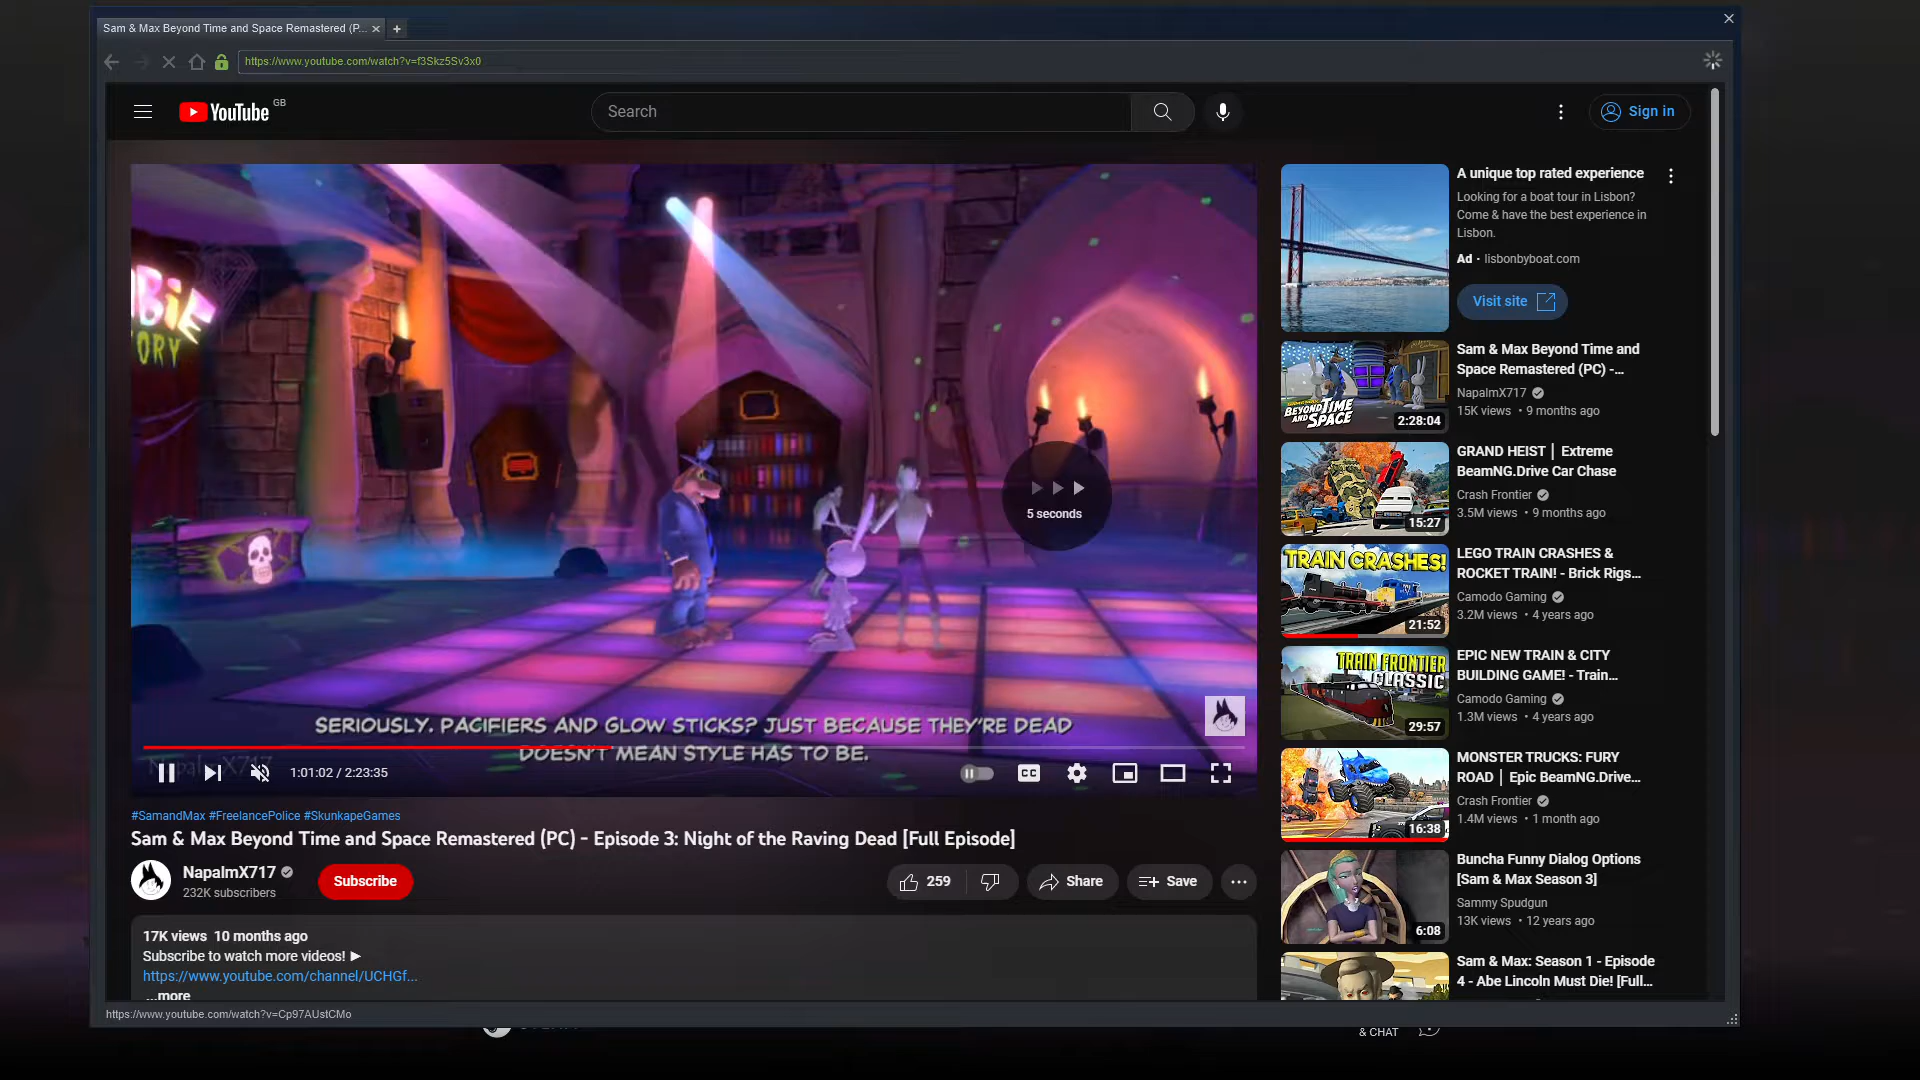 Sam & Max Beyond Time and Space Remastered (P...
https://www.youtube.com/watch?v=f3Skz5Sv3x0
YouTube GB
Search
Sign in
BIE
ORY
5 seconds
SERIOUSLY. PACIFIERS AND GLOW STICKS? JUST BECAUSE THEY'RE DEAD
DOESN'T MEAN STYLE HAS TO BE.
NapalmX717
1:01:02 / 2:23:35
CC
#SamandMax #FreelancePolice #SkunkapeGames
Sam & Max Beyond Time and Space Remastered (PC) - Episode 3: Night of the Raving Dead [Full Episode]
NapalmX717
232K subscribers
Subscribe
259
Share
Save
17K views 10 months ago
Subscribe to watch more videos! ►
https://www.youtube.com/channel/UCHGf...
...more
A unique top rated experience
Looking for a boat tour in Lisbon?
Come & have the best experience in
Lisbon.
Ad · lisbonbyboat.com
Visit site
BEYOND TIME
AND SPACE
2:28:04
Sam & Max Beyond Time and
Space Remastered (PC) -...
NapalmX717
15K views • 9 months ago
15:27
GRAND HEIST │ Extreme
BeamNG.Drive Car Chase
Crash Frontier
3.5M views • 9 months ago
TRAIN CRASHES!
21:52
LEGO TRAIN CRASHES &
ROCKET TRAIN! - Brick Rigs...
Camodo Gaming
3.2M views • 4 years ago
TRAIN FRONTIER
CLASSIC
29:57
EPIC NEW TRAIN & CITY
BUILDING GAME! - Train...
Camodo Gaming
1.3M views • 4 years ago
16:38
MONSTER TRUCKS: FURY
ROAD │ Epic BeamNG.Drive...
Crash Frontier
1.4M views • 1 month ago
6:08
Buncha Funny Dialog Options
[Sam & Max Season 3]
Sammy Spudgun
13K views • 12 years ago
Sam & Max: Season 1 - Episode
4 - Abe Lincoln Must Die! [Full...
https://www.youtube.com/watch?v=Cp97AUstCMo
& CHAT